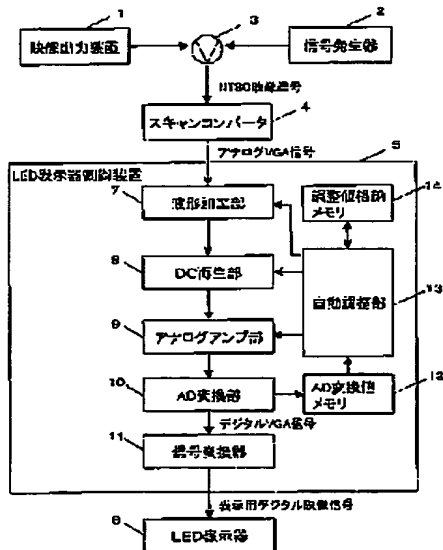 1
2
3
映像出力装置
信号発生器
NTSC映像信号
4
スキャンコンバータ
アナログVGA信号
5
LED表示器制御装置
7
波形加工部
14
調整値格納
メモリ
8
DC再生部
13
自動調整部
9
アナログアンプ部
10
AD変換部
12
AD変換値
メモリ
デジタルVGA信号
11
信号変換器
表示用デジタル映像信号
6
LED表示器